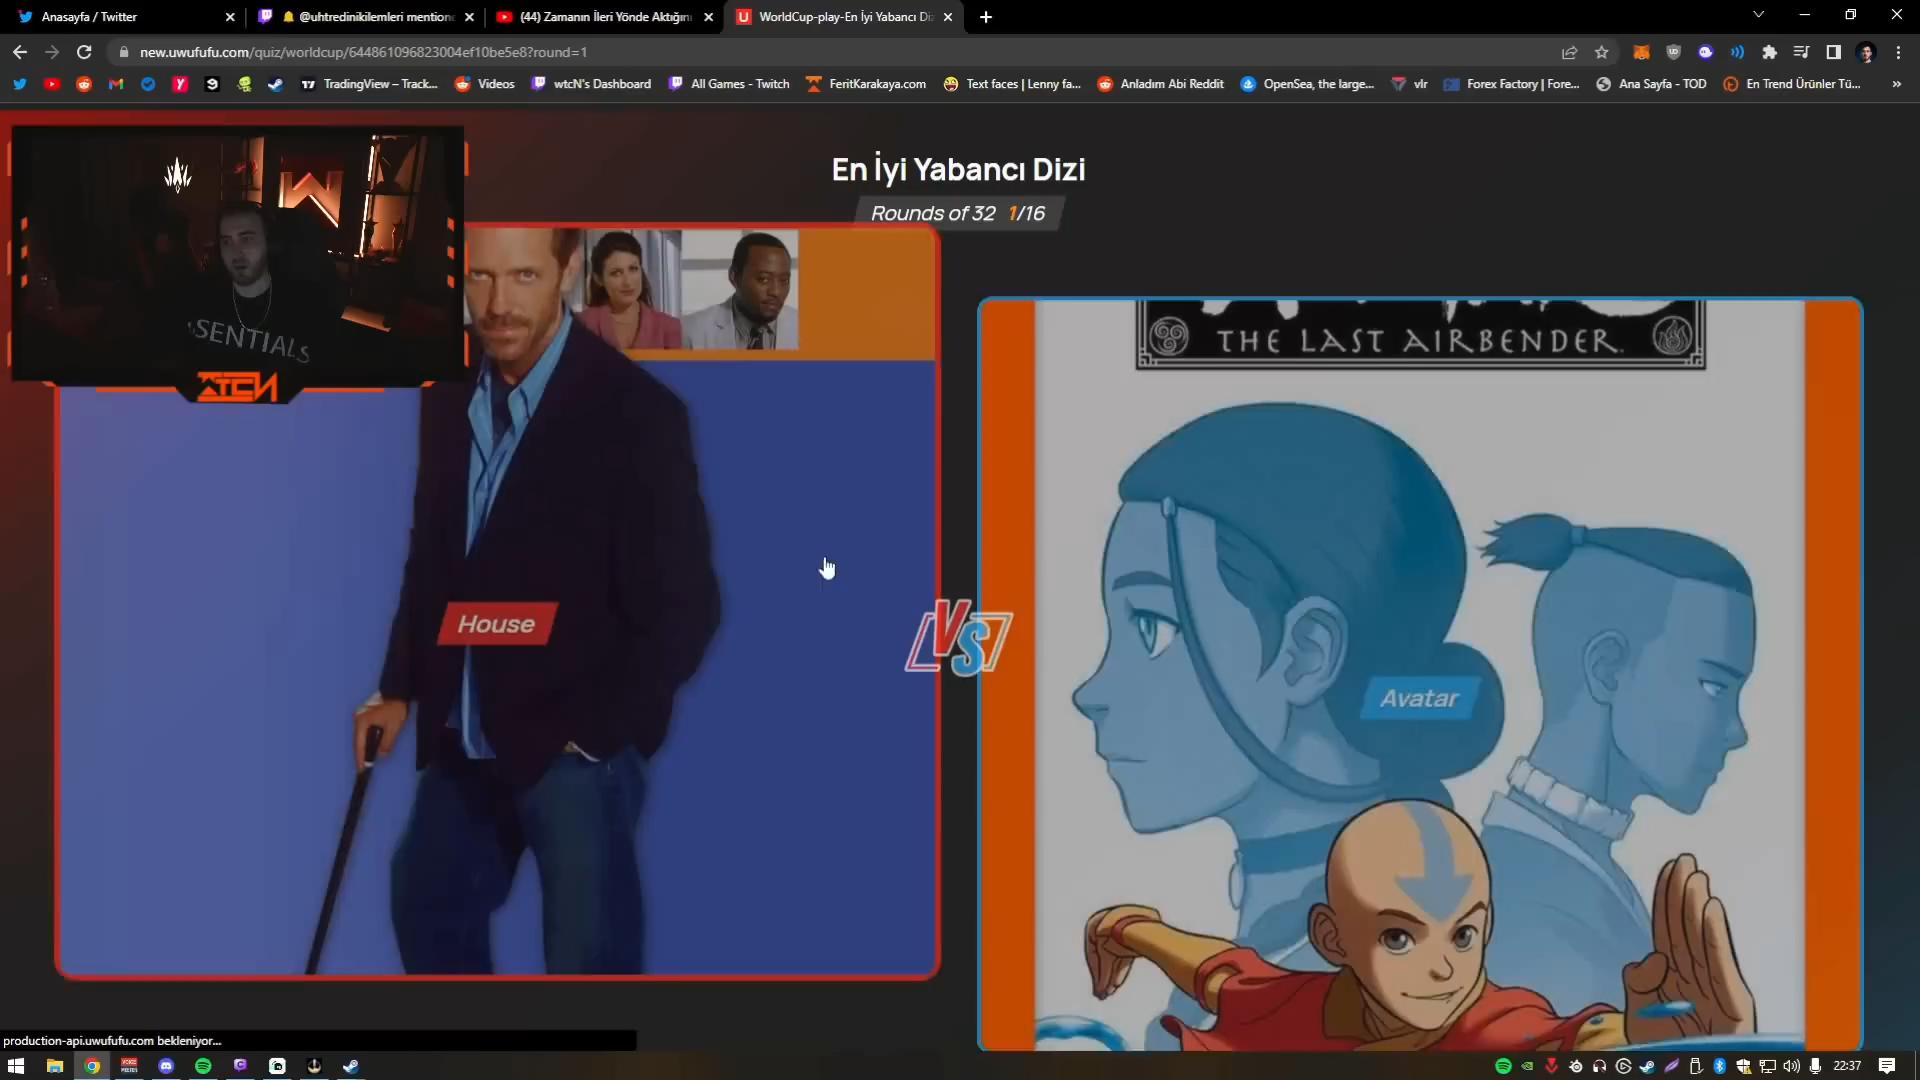 Anasayfa / Twitter
@uhtredinikilemleri mentione
(44) Zamanın İleri Yönde Aktığını
WorldCup-play-En İyi Yabancı Di
new.uwufufu.com/quiz/worldcup/644861096823004ef10be5e8?round=1
TradingView – Track...
Videos
wtcN's Dashboard
All Games - Twitch
FeritKarakaya.com
Text faces | Lenny fa...
Anladım Abi Reddit
OpenSea, the large...
vlr
Forex Factory | Fore...
Ana Sayfa - TOD
En Trend Ürünler Tü...
»
En İyi Yabancı Dizi
Rounds of 32 1/16
SENTIALS
WTCN
THE LAST AIRBENDER.
House
VS
Avatar
production-api.uwufufu.com bekleniyor...
22:37